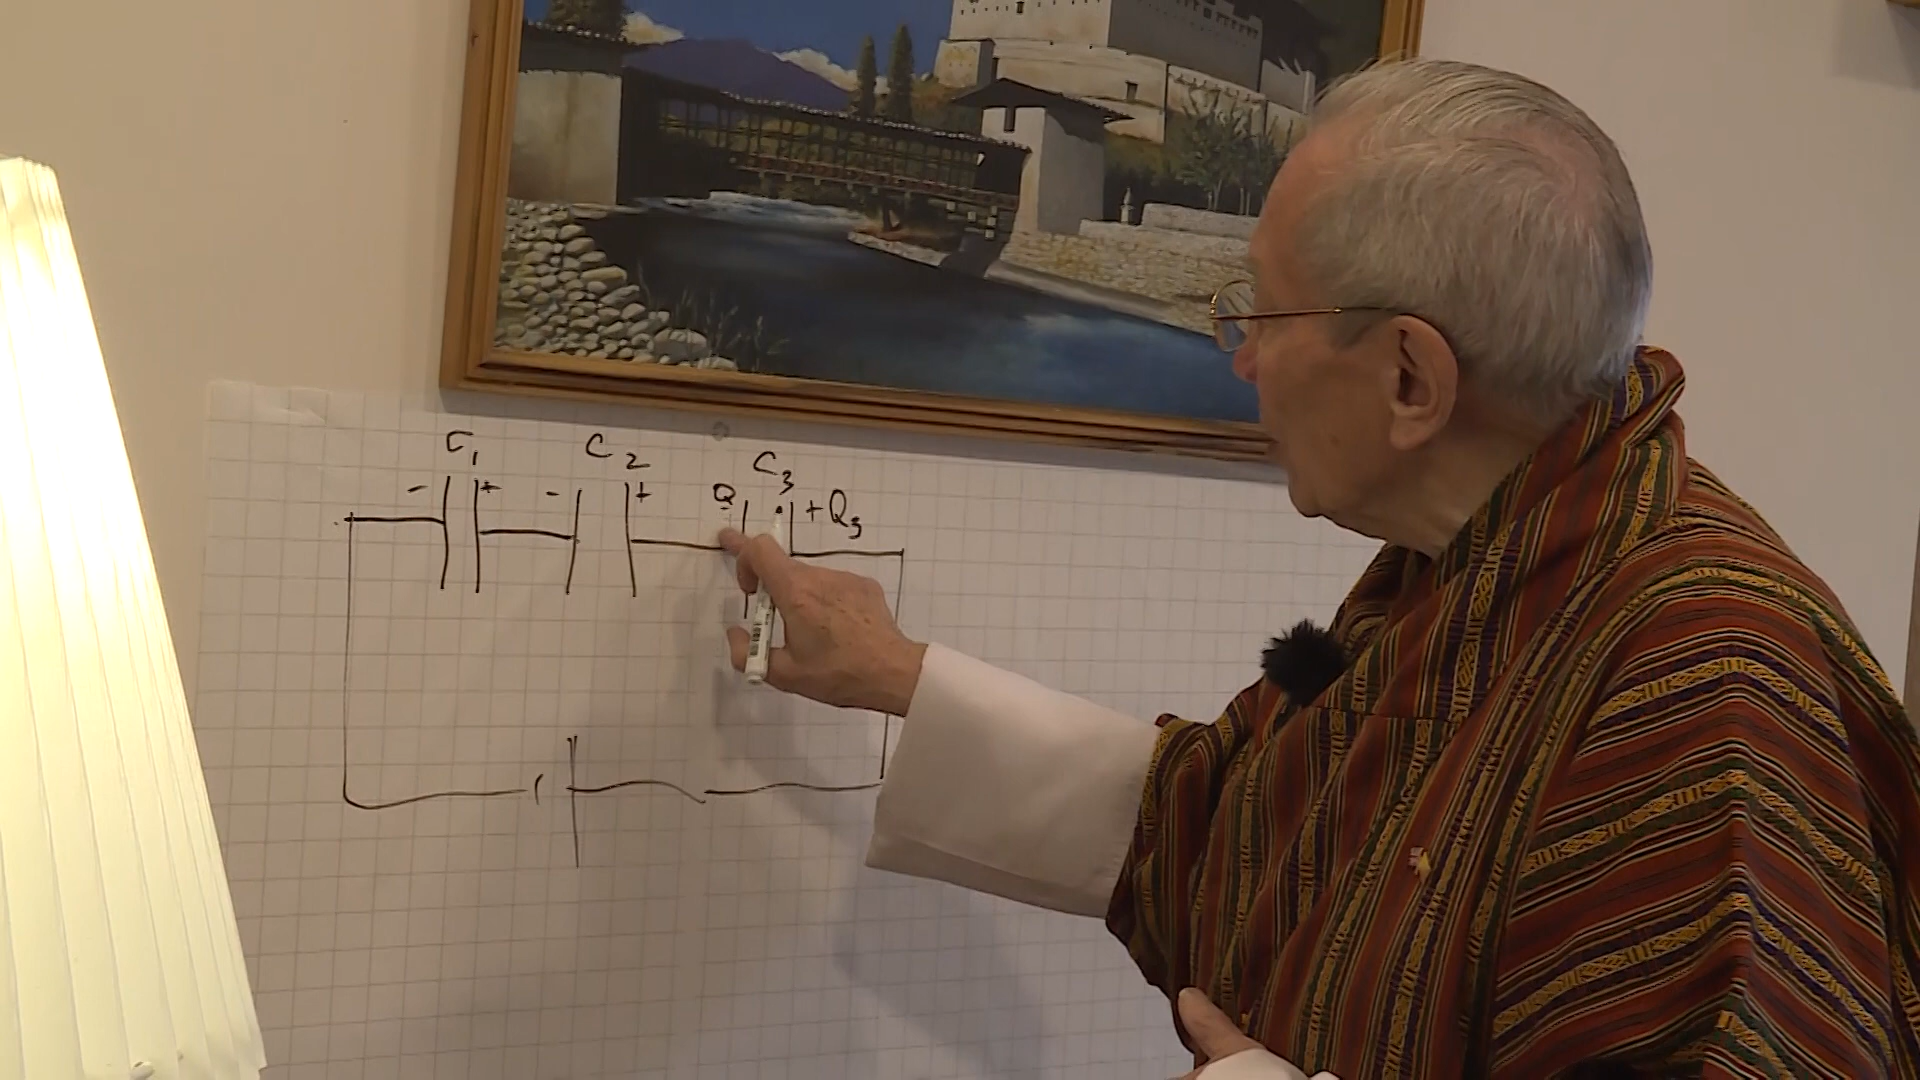 C1 C2 C3
- + - + Q +Q3
-